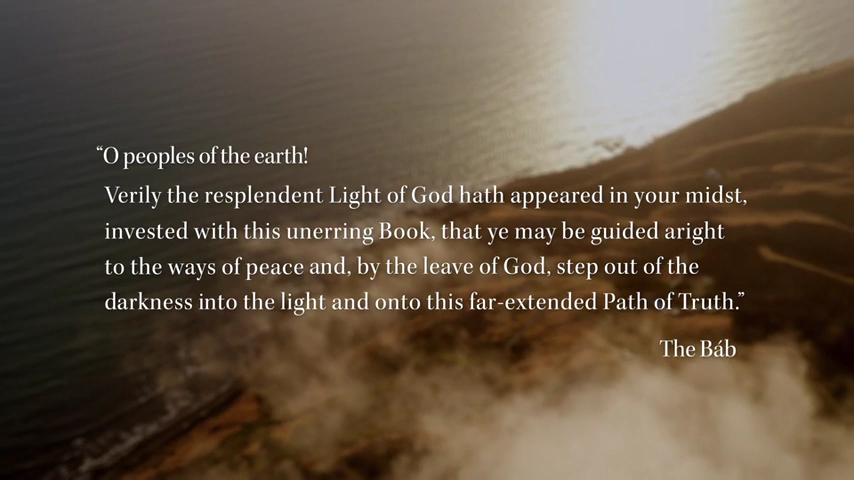 “O peoples of the earth!
Verily the resplendent Light of God hath appeared in your midst,
invested with this unerring Book, that ye may be guided aright
to the ways of peace and, by the leave of God, step out of the
darkness into the light and onto this far-extended Path of Truth.”
The Báb